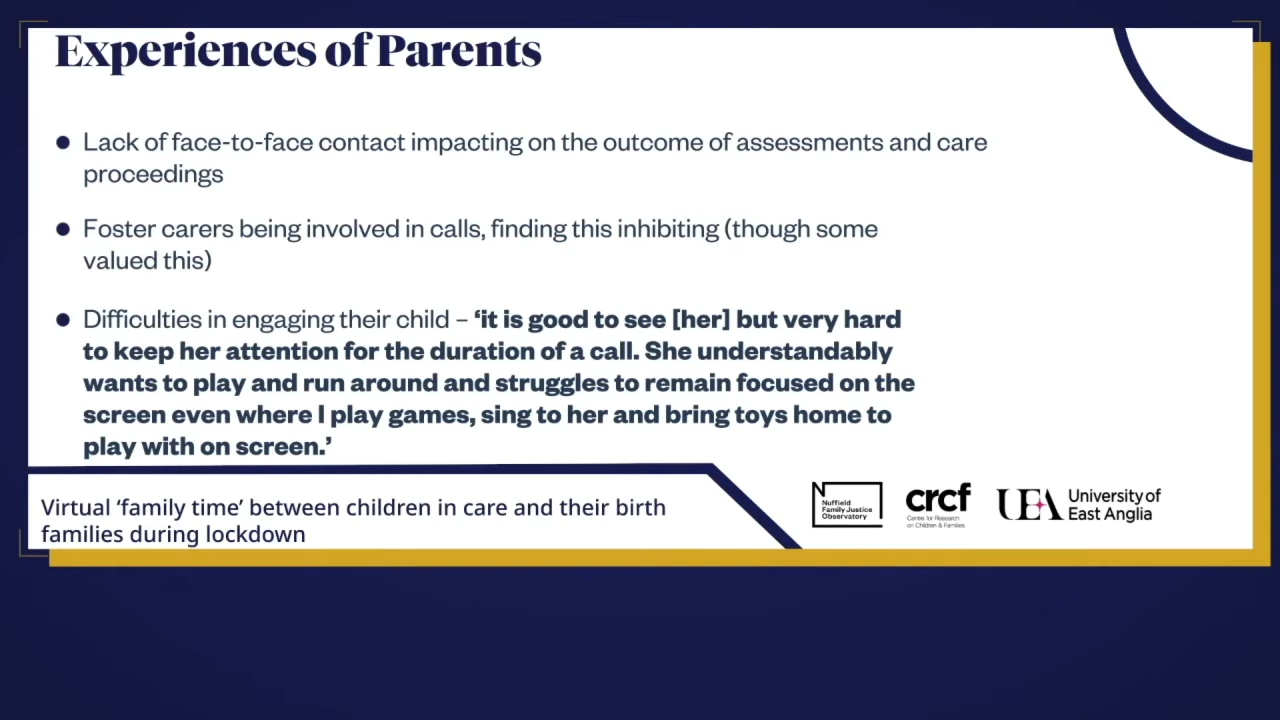 Experiences of Parents
● Lack of face-to-face contact impacting on the outcome of assessments and care
proceedings
● Foster carers being involved in calls, finding this inhibiting (though some
valued this)
● Difficulties in engaging their child – ‘it is good to see [her] but very hard
to keep her attention for the duration of a call. She understandably
wants to play and run around and struggles to remain focused on the
screen even where I play games, sing to her and bring toys home to
play with on screen.’
Virtual ‘family time’ between children in care and their birth
families during lockdown
N
Nuffield
Family Justice
Observatory
crcf
Centre for Research
on Children & Families
UEA
University of
East Anglia